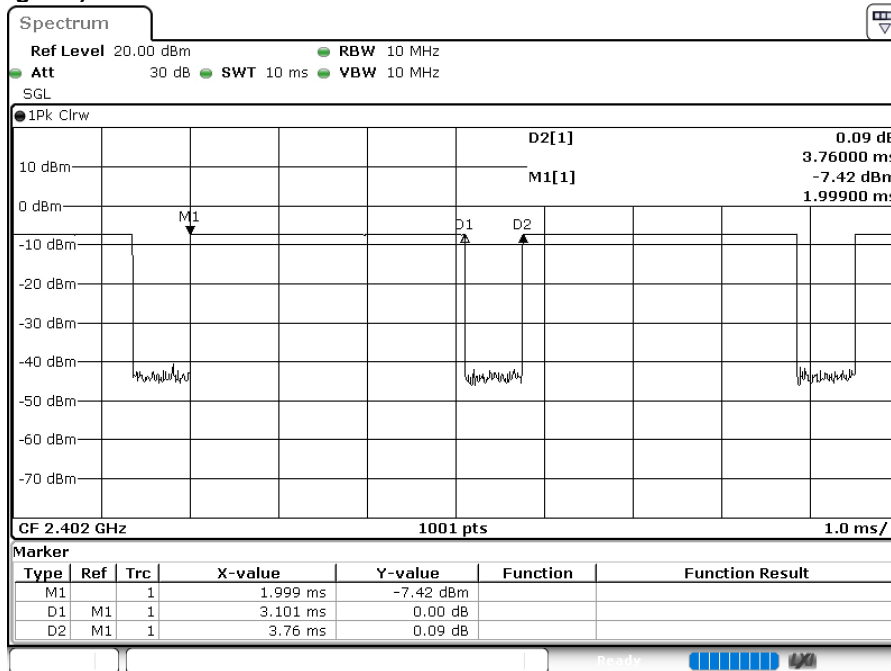 Spectrum
Ref Level 20.00 dBm RBW 10 MHz
Att 30 dB SWT 10 ms VBW 10 MHz
SGL
1Pk Clrw
D2[1] 0.09 dB
3.76000 ms
10 dBm
M1[1] -7.42 dBm
1.99900 ms
0 dBm
M1 D1 D2
-10 dBm
-20 dBm
-30 dBm
-40 dBm
-50 dBm
-60 dBm
-70 dBm
CF 2.402 GHz 1001 pts 1.0 ms/
Marker
Type Ref Trc X-value Y-value Function Function Result
M1 1 1.999 ms -7.42 dBm
D1 M1 1 3.101 ms 0.00 dB
D2 M1 1 3.76 ms 0.09 dB
Ready